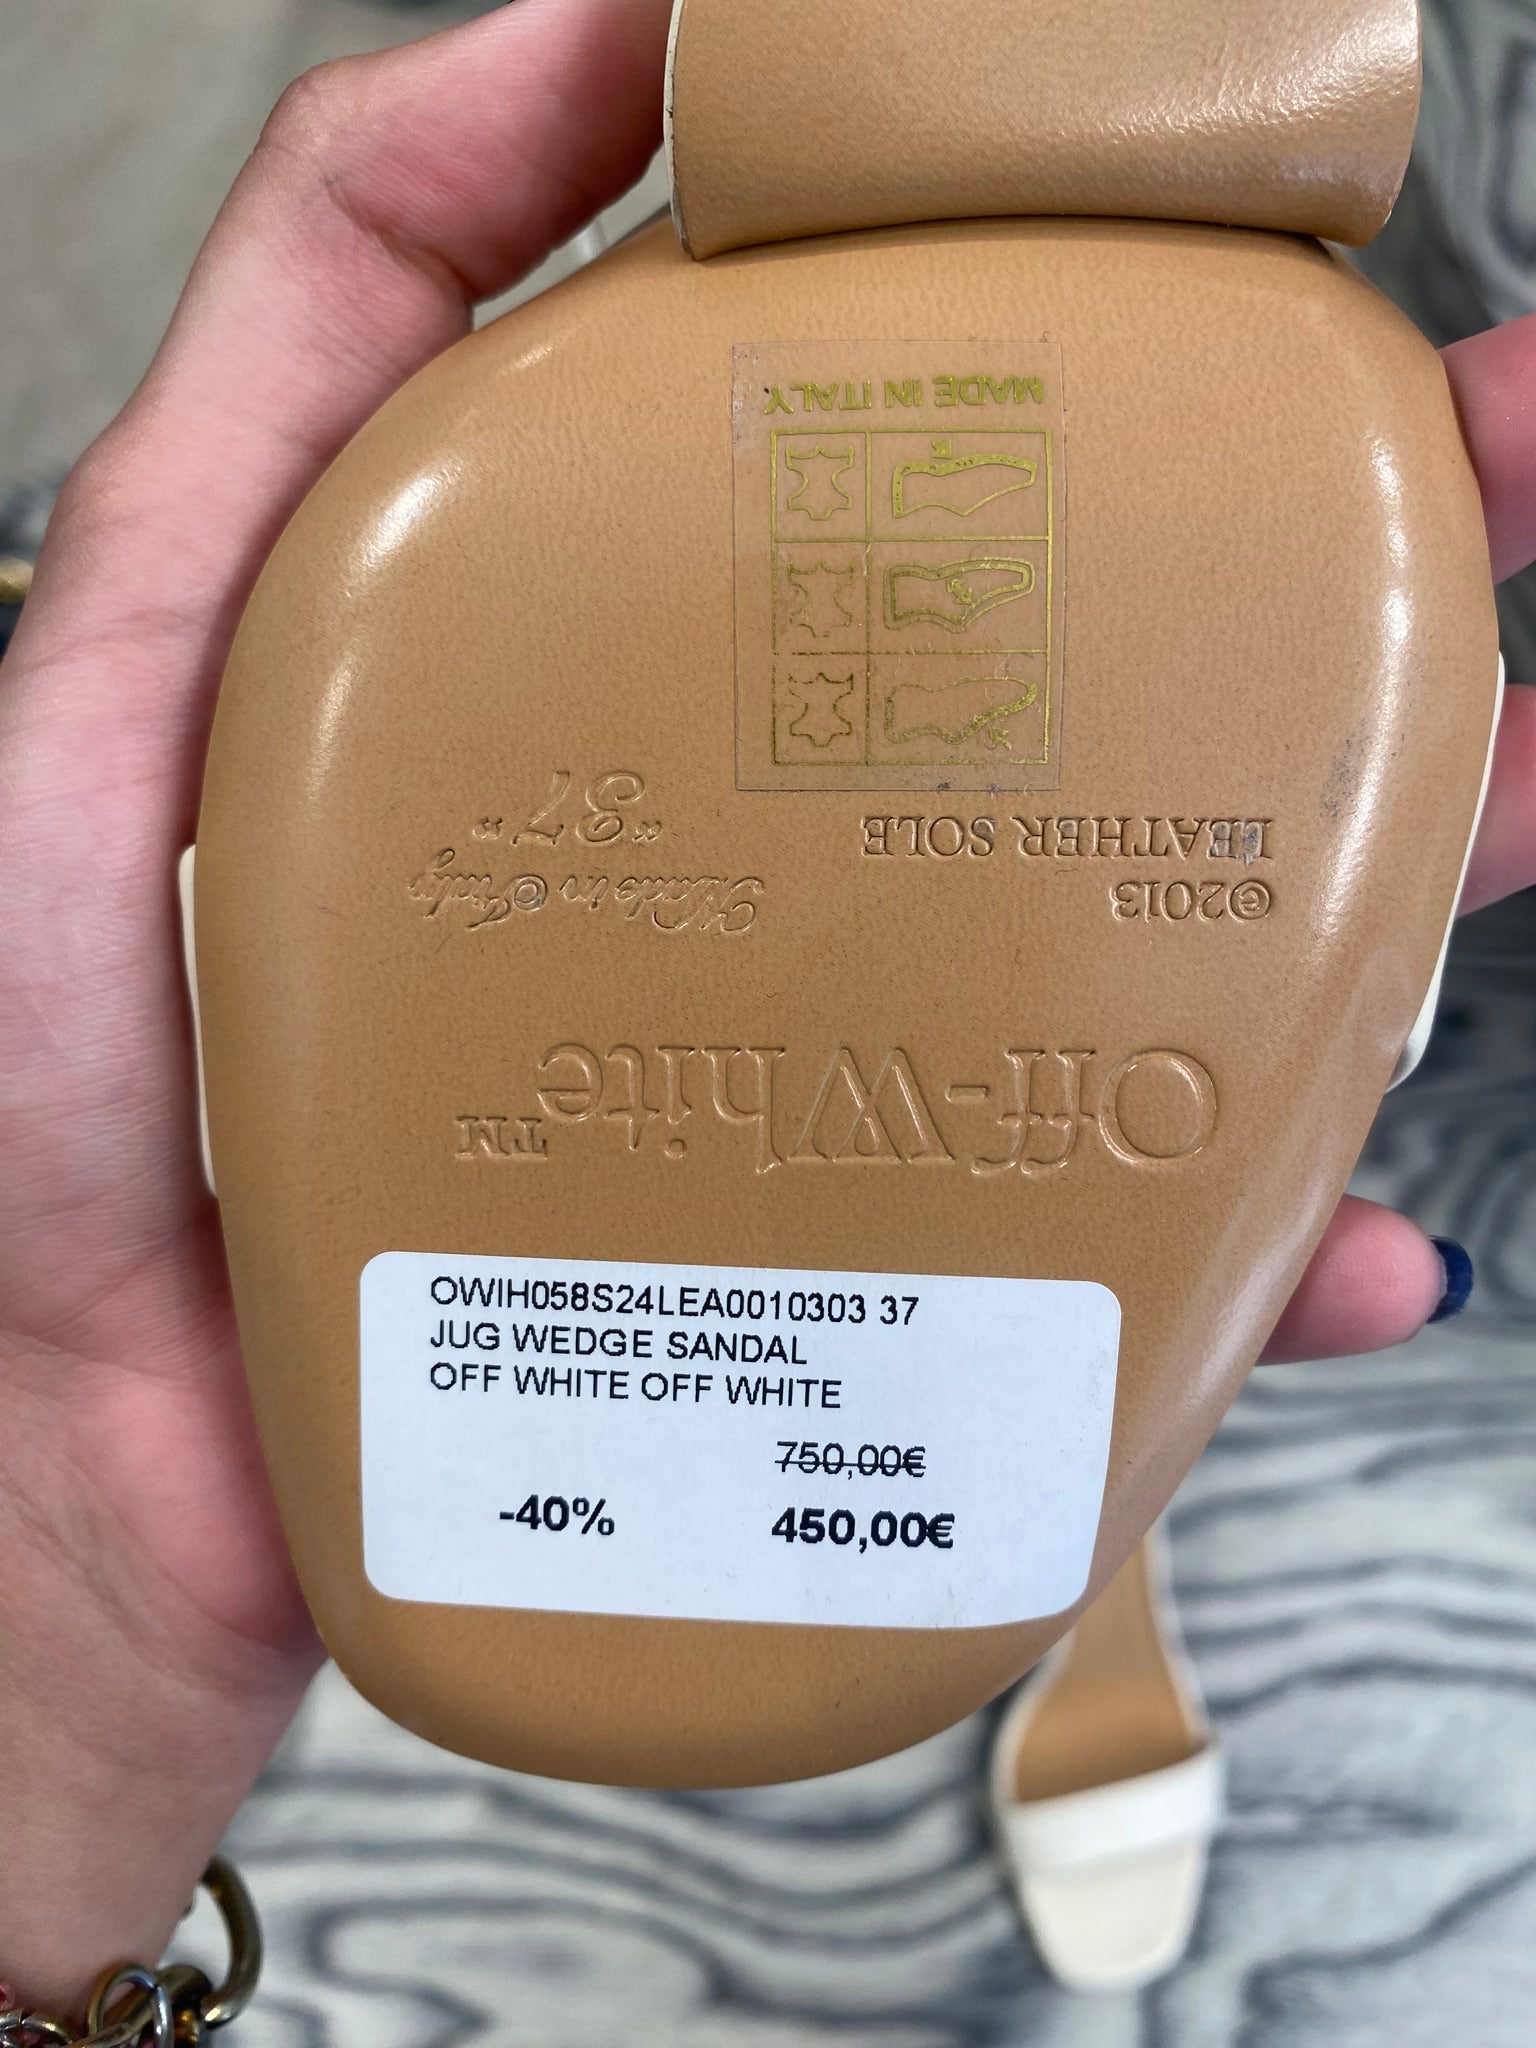 MADE IN ITALY
LEATHER SOLE
©2013
"37"
Made in Italy
Off-White™
OWIH058S24LEA0010303 37
JUG WEDGE SANDAL
OFF WHITE OFF WHITE
750,00€
-40% 450,00€